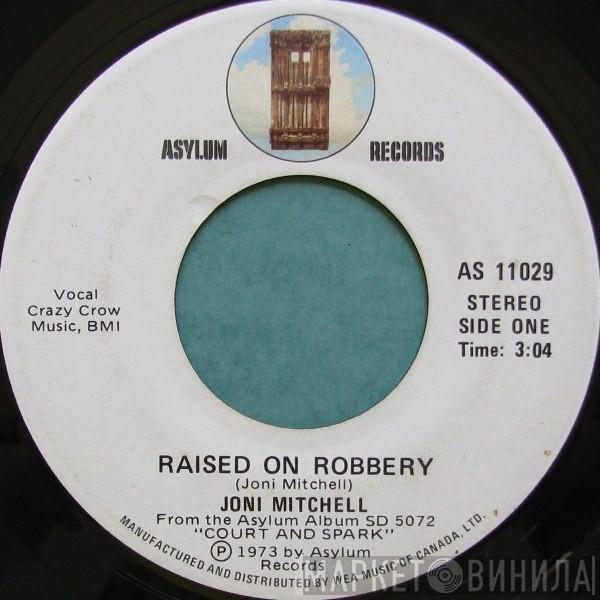 ASYLUM RECORDS
Vocal
Crazy Crow
Music, BMI
AS 11029
STEREO
SIDE ONE
Time: 3:04
RAISED ON ROBBERY
(Joni Mitchell)
JONI MITCHELL
From the Asylum Album SD 5072
"COURT AND SPARK"
Ⓟ 1973 by Asylum
Records
MANUFACTURED AND DISTRIBUTED BY WEA MUSIC OF CANADA, LTD.
МАРКЕТ ВИНИЛА